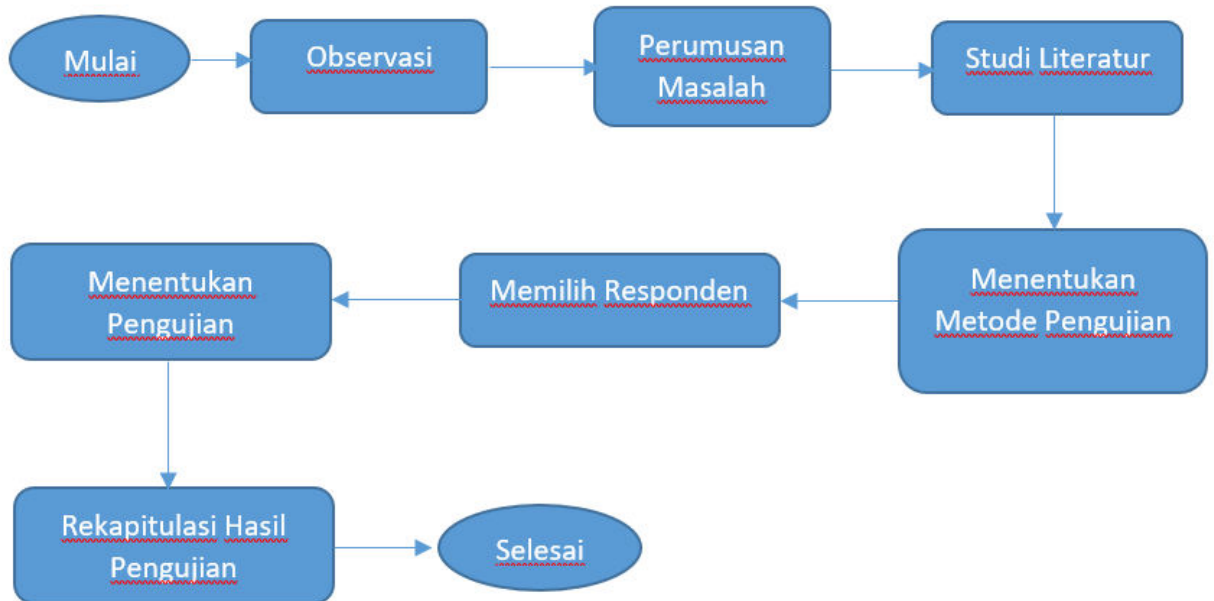 Mulai
Observasi
Perumusan
Masalah
Studi Literatur
Menentukan
Metode Pengujian
Memilih Responden
Menentukan
Pengujian
Rekapitulasi Hasil
Pengujian
Selesai